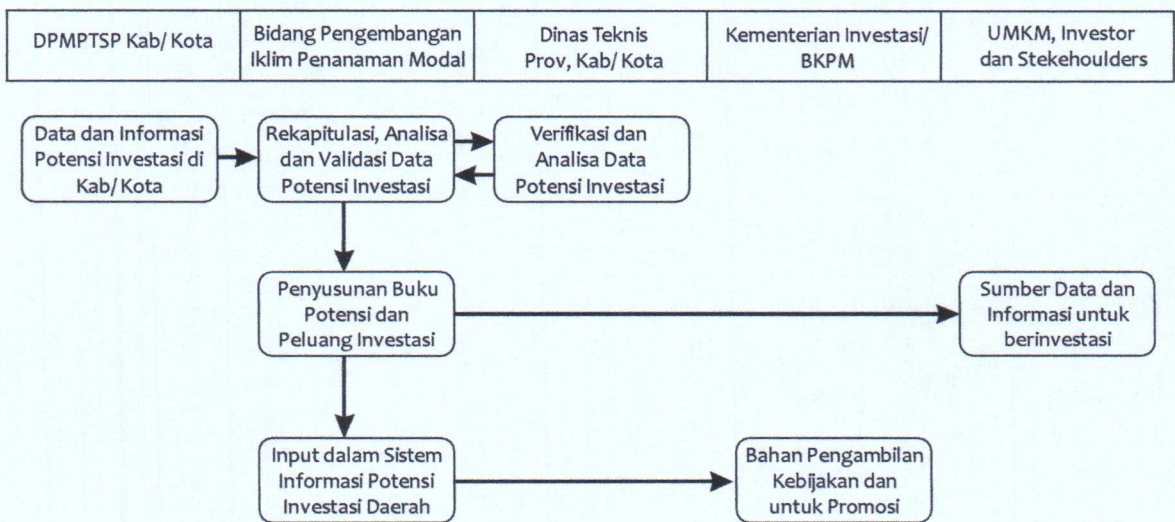 DPMPTSP Kab/ Kota
Bidang Pengembangan
Iklim Penanaman Modal
Dinas Teknis
Prov, Kab/ Kota
Kementerian Investasi/
BKPM
UMKM, Investor
dan Stekehoulders
Data dan Informasi
Potensi Investasi di
Kab/ Kota
Rekapitulasi, Analisa
dan Validasi Data
Potensi Investasi
Verifikasi dan
Analisa Data
Potensi Investasi
Penyusunan Buku
Potensi dan
Peluang Investasi
Sumber Data dan
Informasi untuk
berinvestasi
Input dalam Sistem
Informasi Potensi
Investasi Daerah
Bahan Pengambilan
Kebijakan dan
untuk Promosi